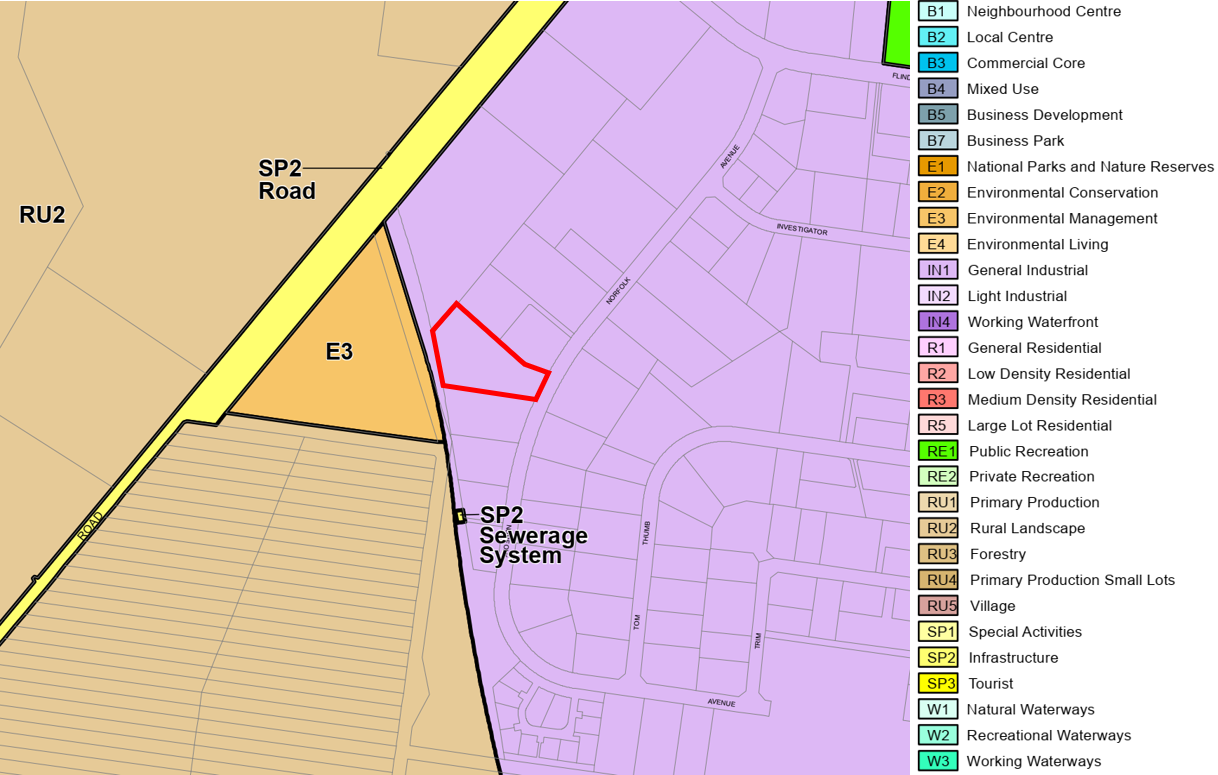 SP2
Road
RU2
E3
SP2
Sewerage
System
ROAD
FLIND
AVENUE
INVESTIGATOR
NORFOLK
THUMB
TOM
TRIM
AVENUE
B1 Neighbourhood Centre
B2 Local Centre
B3 Commercial Core
B4 Mixed Use
B5 Business Development
B7 Business Park
E1 National Parks and Nature Reserves
E2 Environmental Conservation
E3 Environmental Management
E4 Environmental Living
IN1 General Industrial
IN2 Light Industrial
IN4 Working Waterfront
R1 General Residential
R2 Low Density Residential
R3 Medium Density Residential
R5 Large Lot Residential
RE1 Public Recreation
RE2 Private Recreation
RU1 Primary Production
RU2 Rural Landscape
RU3 Forestry
RU4 Primary Production Small Lots
RU5 Village
SP1 Special Activities
SP2 Infrastructure
SP3 Tourist
W1 Natural Waterways
W2 Recreational Waterways
W3 Working Waterways